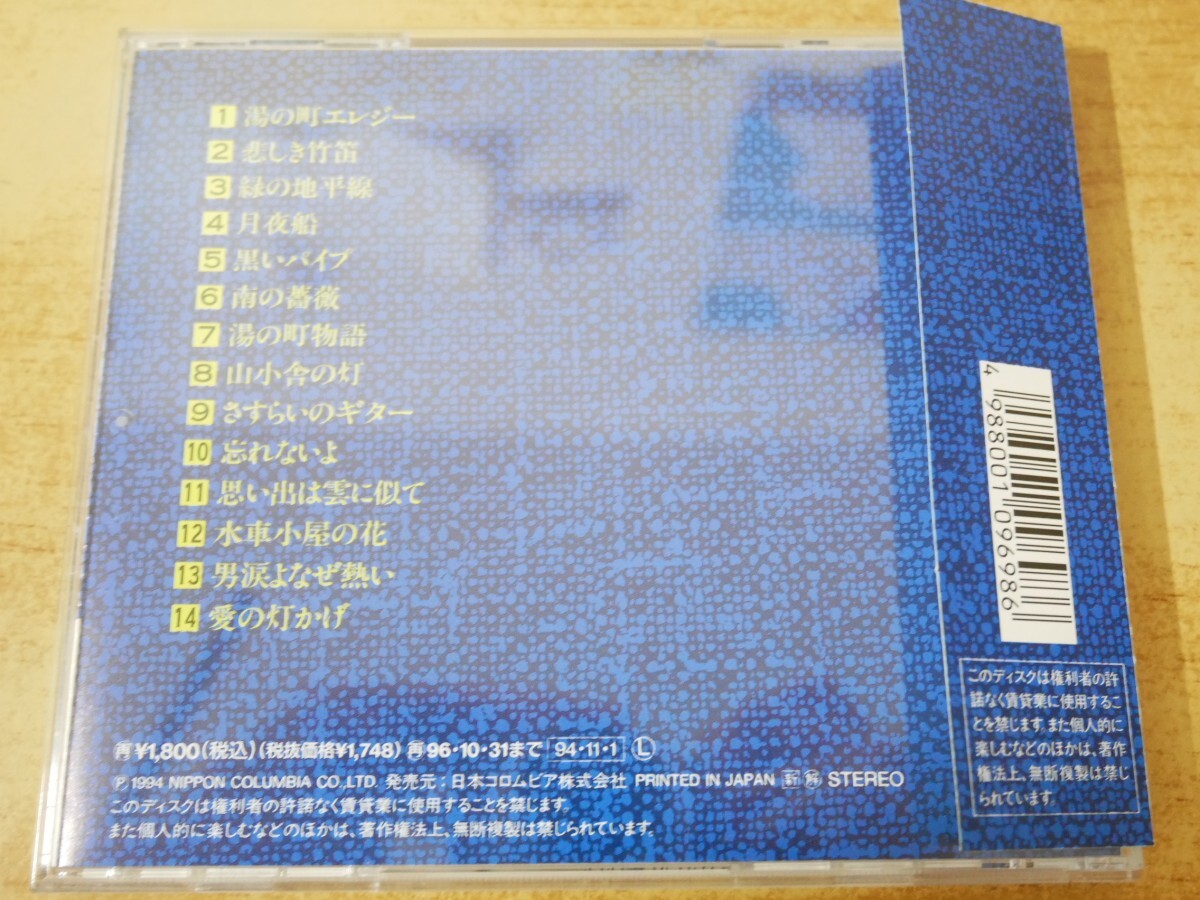 1 湯の町エレジー
2 悲しき竹笛
3 緑の地平線
4 月夜船
5 黒いパイプ
6 南の薔薇
7 湯の町物語
8 山小舎の灯
9 さすらいのギター
10 忘れないよ
11 思い出は雲に似て
12 水車小屋の花
13 男涙よなぜ熱い
14 愛の灯かげ
再¥1,800(税込)(税抜価格¥1,748)再96・10・31まで 94・11・1 L
Ⓟ1994 NIPPON COLUMBIA CO.,LTD. 発売元:日本コロムビア株式会社 PRINTED IN JAPAN STEREO
このディスクは権利者の許諾なく賃貸業に使用することを禁じます。
また個人的に楽しむなどのほかは、著作権法上、無断複製は禁じられています。
4 988001 096986
このディスクは権利者の許
諾なく賃貸業に使用するこ
とを禁じます。また個人的に
楽しむなどのほかは、著作
権法上、無断複製は禁じ
られています。